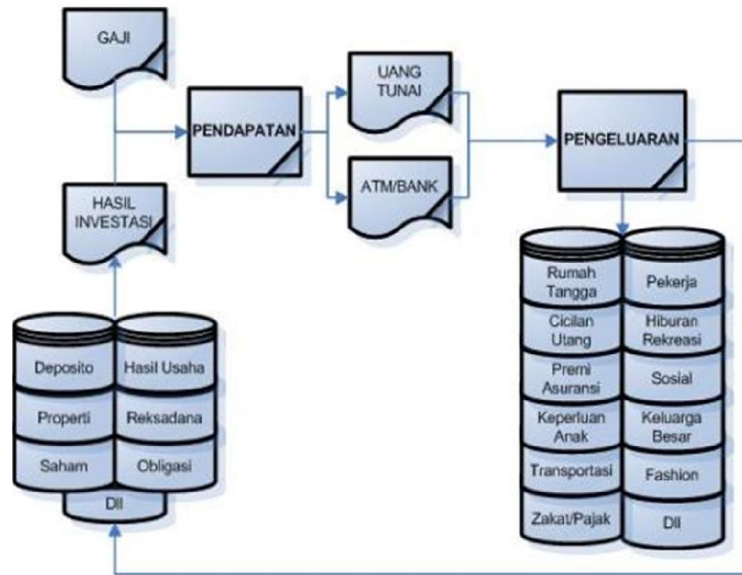 GAJI
PENDAPATAN
UANG
TUNAI
PENGELUARAN
ATM/BANK
HASIL
INVESTASI
Deposito
Hasil Usaha
Properti
Reksadana
Saham
Obligasi
Dll
Rumah
Tangga
Pekerja
Cicilan
Utang
Hiburan
Rekreasi
Premi
Asuransi
Sosial
Keperluan
Anak
Keluarga
Besar
Transportasi
Fashion
Zakat/Pajak
Dll